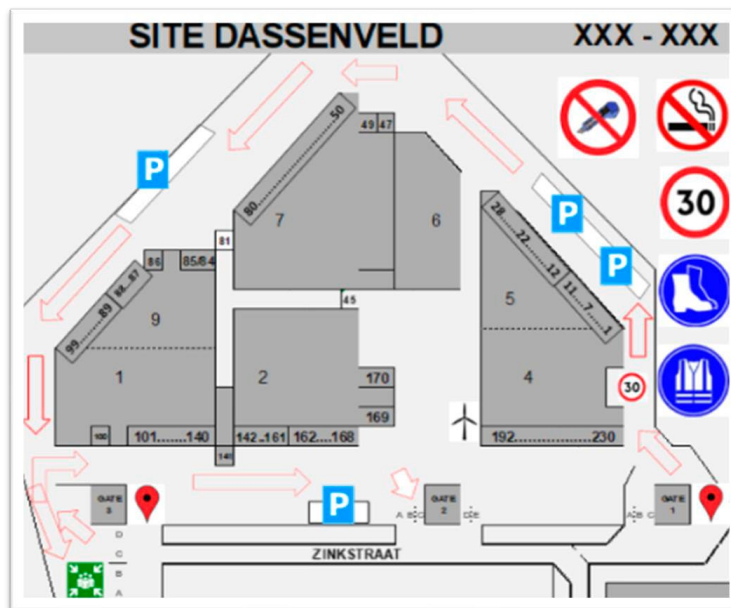 SITE DASSENVELD XXX - XXX
P
50
49 47
80
7
6
30
P
P
28......22......12
11...7....1
5
81
86
85/84
88...87
99........89
9
45
1
2
4
170
169
30
100
101.......140
142..161
162....168
192......................230
P
GATE 3
GATE 2
GATE 1
A B C
D E
A B C
D
C
B
A
ZINKSTRAAT